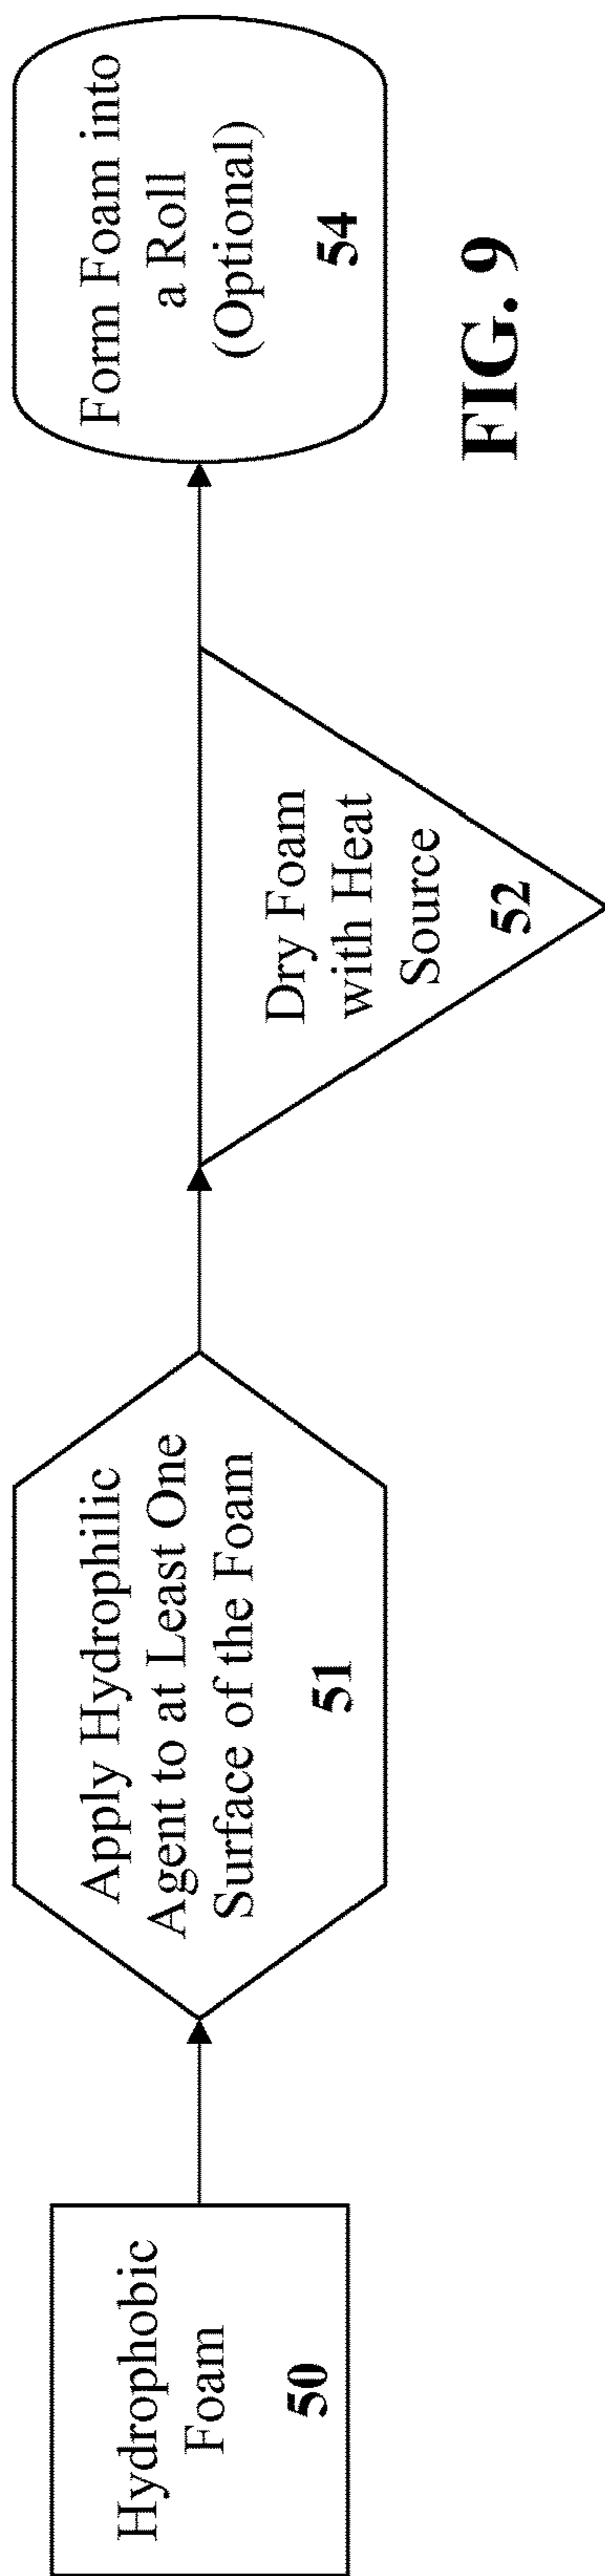 Hydrophobic
Foam
50
Apply Hydrophilic
Agent to at Least One
Surface of the Foam
51
Dry Foam
with Heat
Source
52
Form Foam into
a Roll
(Optional)
54
FIG. 9